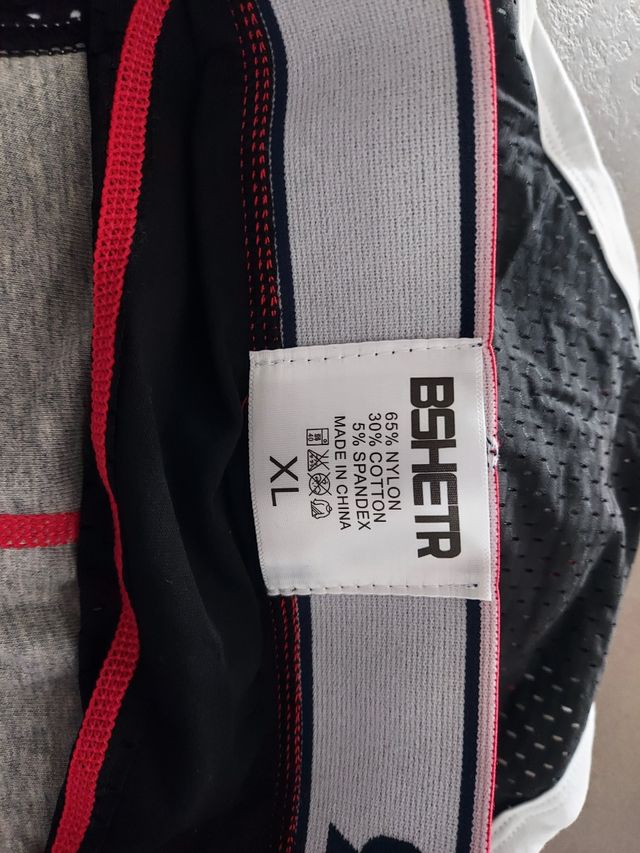 BSHETR
65% NYLON
30% COTTON
5% SPANDEX
MADE IN CHINA
XL